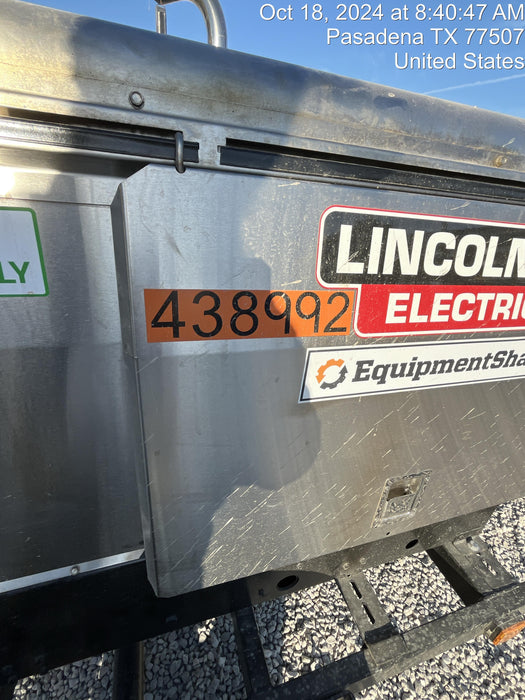 Oct 18, 2024 at 8:40:47 AM
Pasadena TX 77507
United States
LY
LINCOLN
ELECTRIC
438992
EquipmentSha